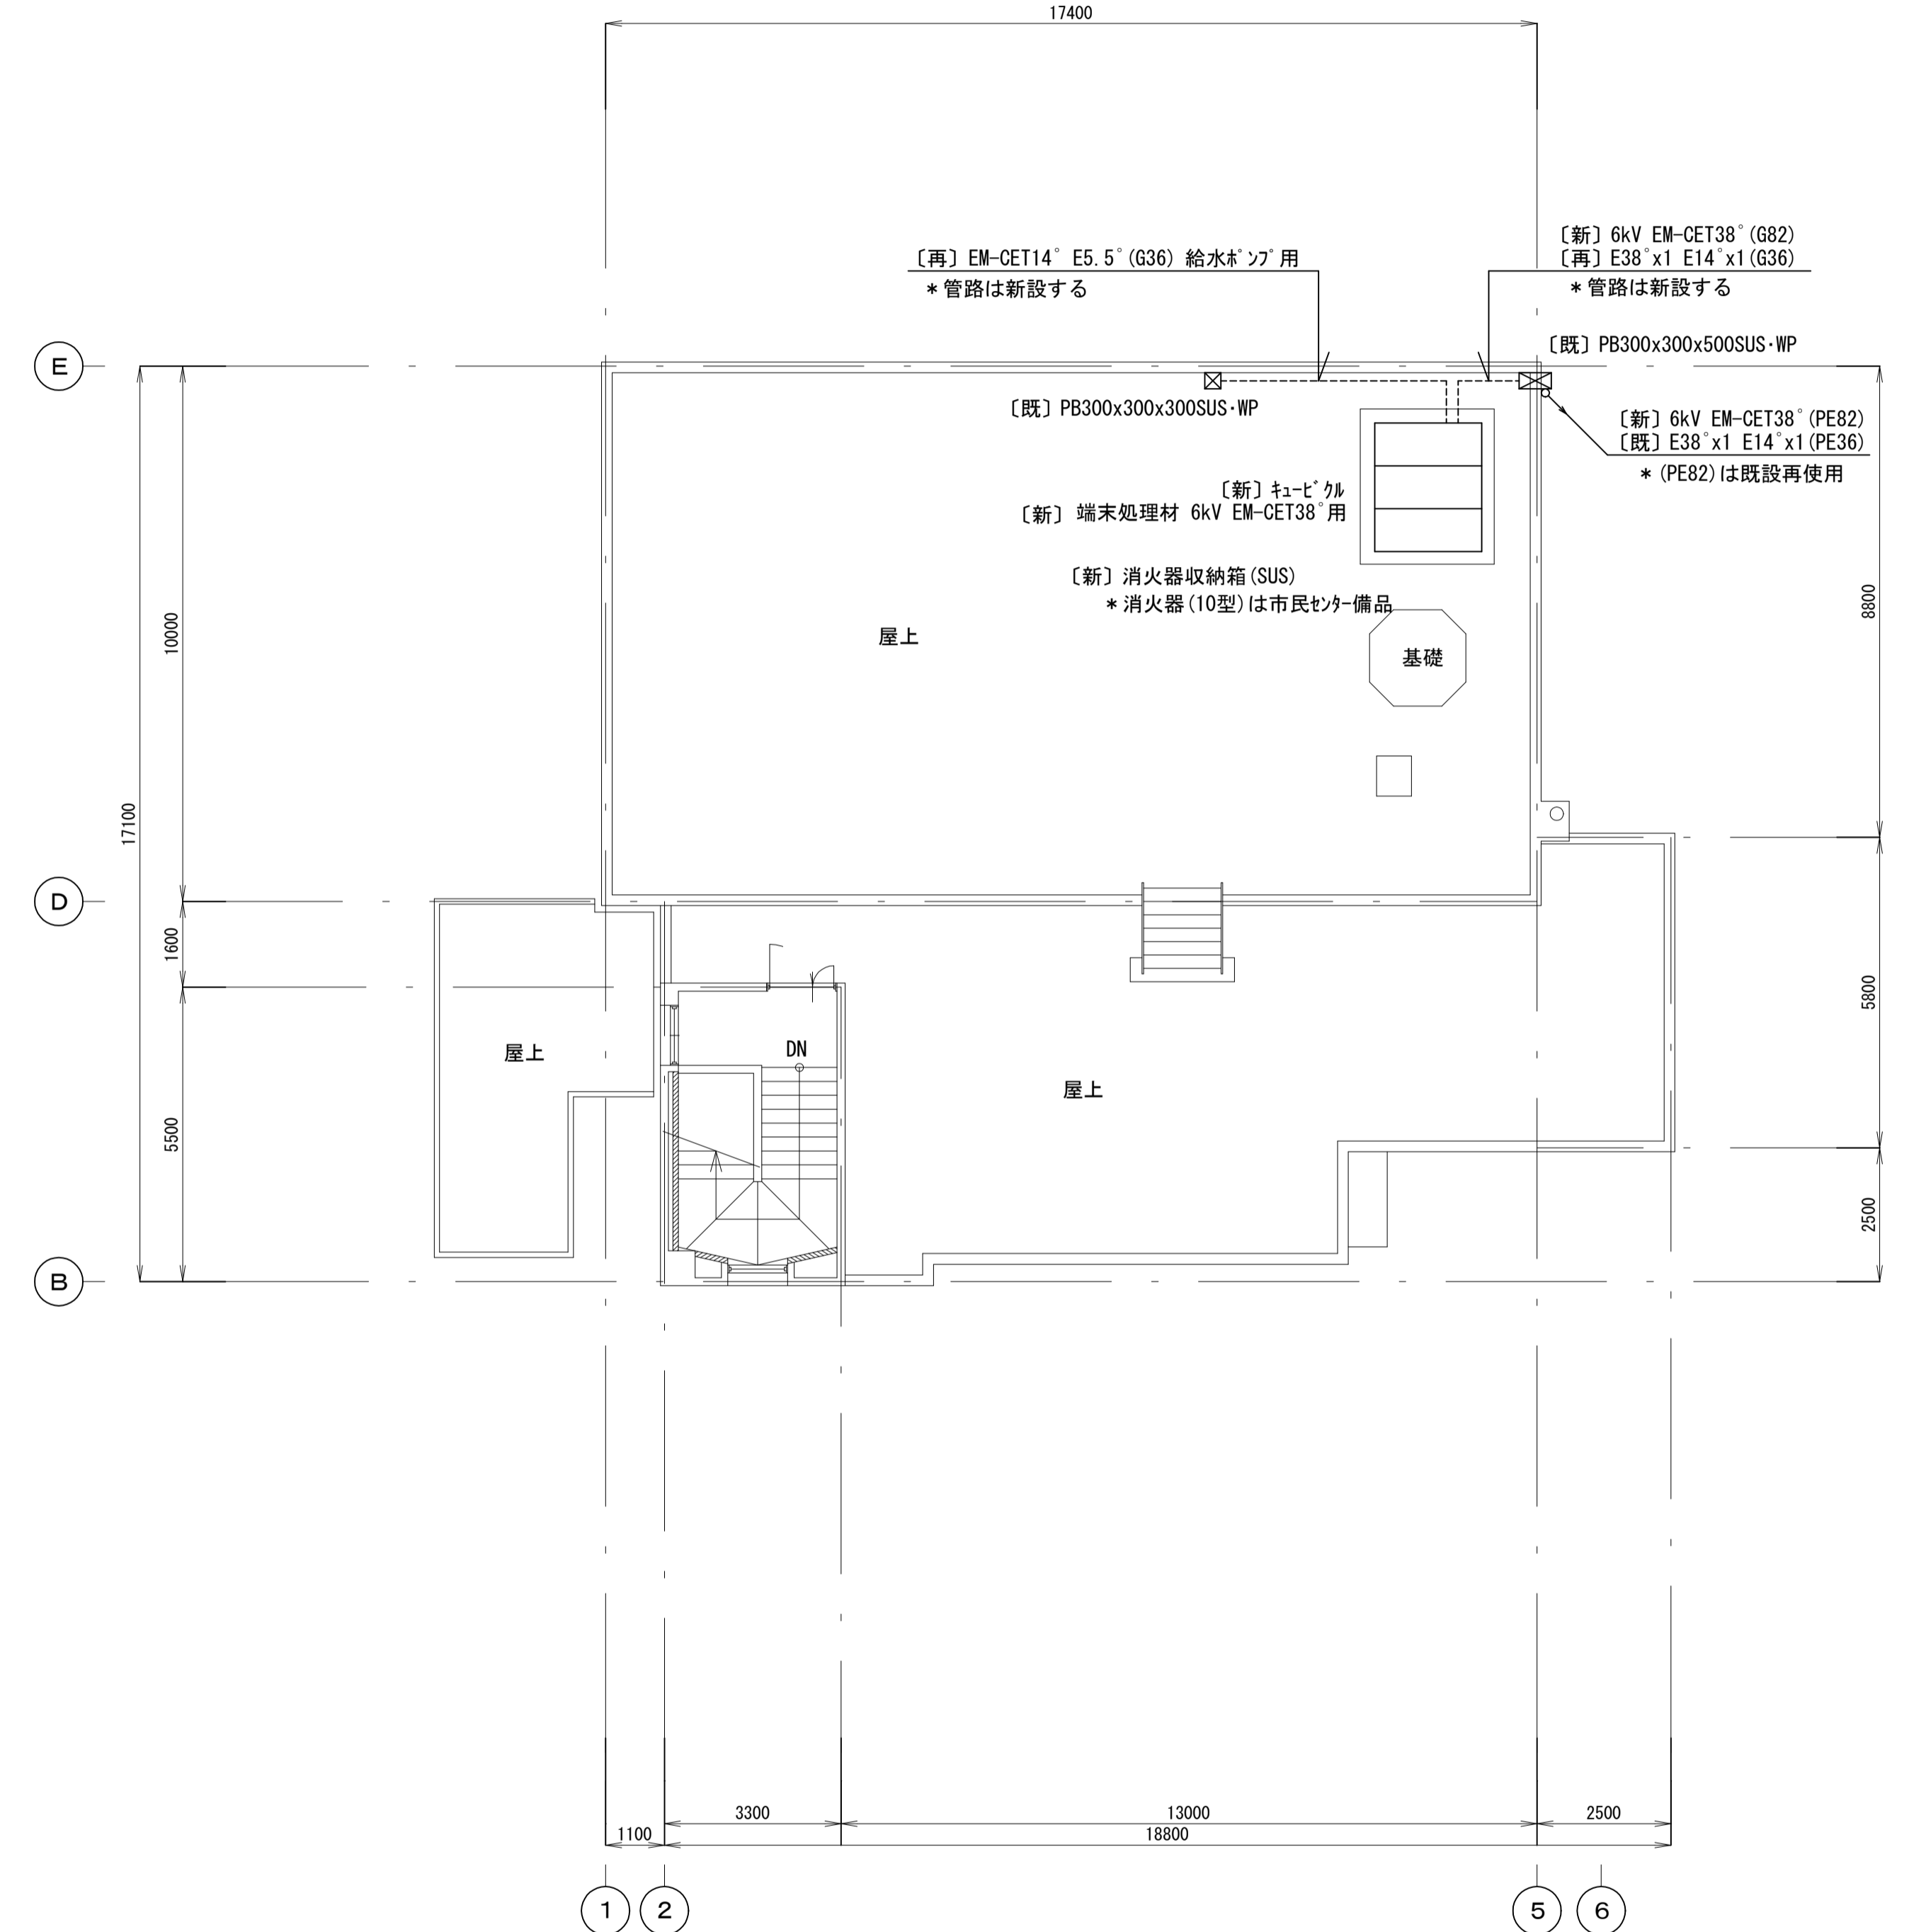 17400
〔再〕 EM-CET14゜ E5.5゜(G36) 給水ﾎﾟﾝﾌﾟ用
＊管路は新設する
〔新〕 6kV EM-CET38゜(G82)
〔再〕 E38゜x1 E14゜x1(G36)
＊管路は新設する
〔既〕 PB300x300x500SUS・WP
E
〔既〕 PB300x300x300SUS・WP
〔新〕 6kV EM-CET38゜(PE82)
〔既〕 E38゜x1 E14゜x1(PE36)
＊(PE82)は既設再使用
〔新〕 ｷｭｰﾋﾞｸﾙ
〔新〕 端末処理材 6kV EM-CET38゜用
〔新〕 消火器収納箱(SUS)
＊消火器(10型)は市民ｾﾝﾀｰ備品
10000
8800
屋上
基礎
17100
D
1600
5800
DN
屋上
屋上
5500
2500
B
3300
13000
2500
1100
18800
1
2
5
6